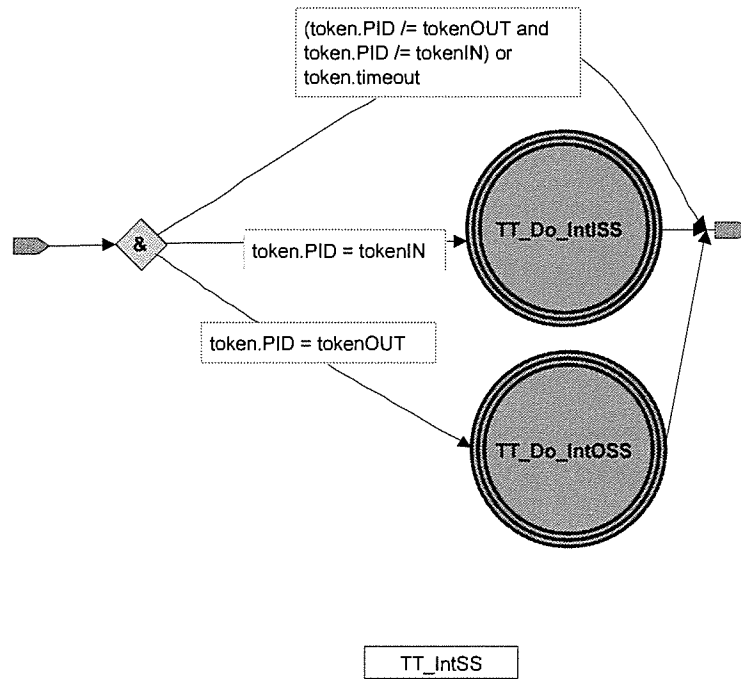 (token.PID /= tokenOUT and
token.PID /= tokenIN) or
token.timeout
&
TT_Do_IntISS
token.PID = tokenIN
token.PID = tokenOUT
TT_Do_IntOSS
TT_IntSS